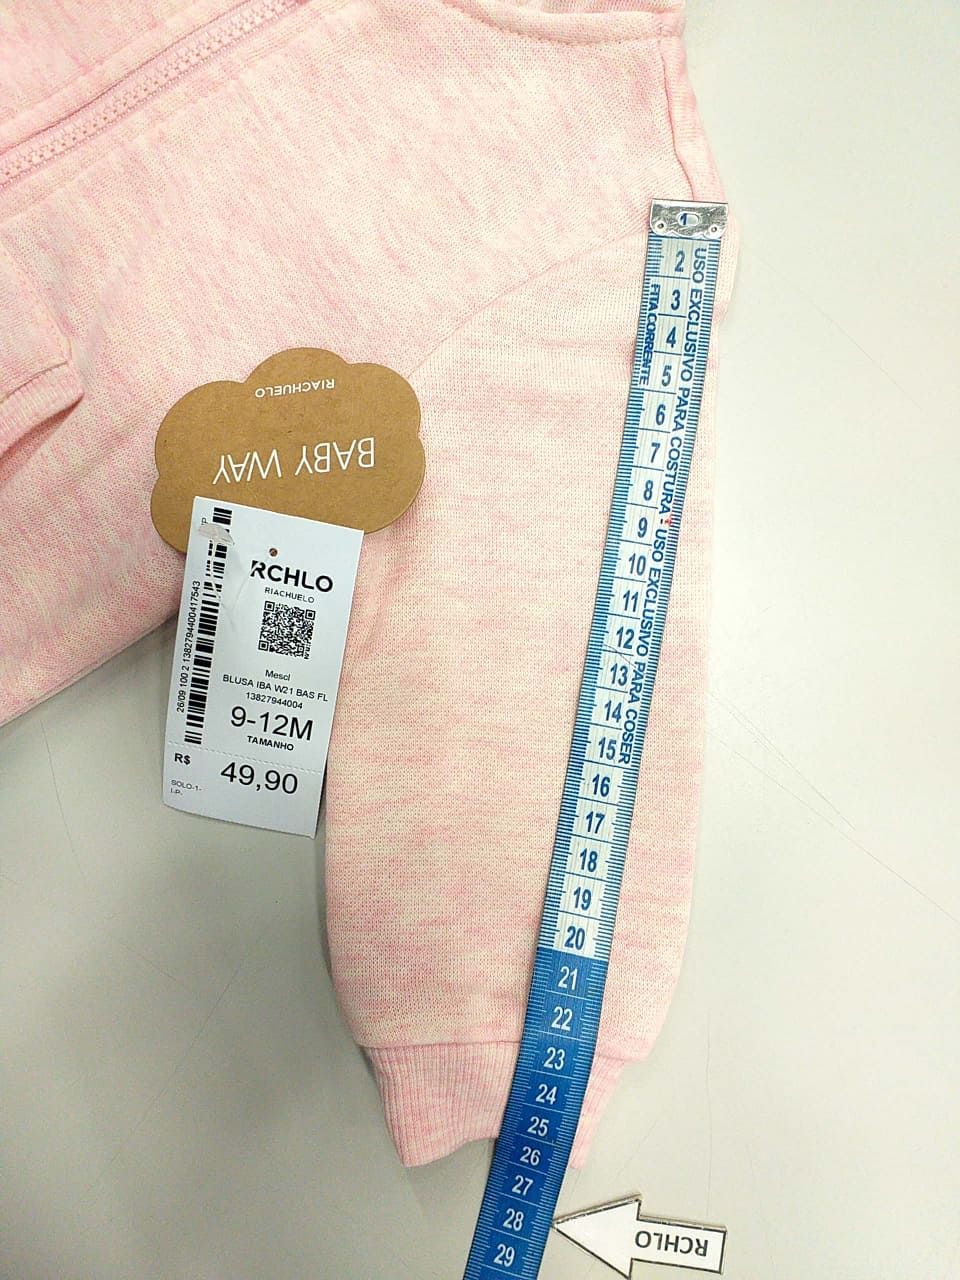 RIACHUELO
BABY WAY
RCHLO
RIACHUELO
Mescl
BLUSA IBA W21 BAS FL
13827944004
9-12M
TAMANHO
R$ 49,90
SOLO-1-
I-P.
26/09 100 2 1382794400417543
1
2
3
4
5
6
7
8
9
10
11
12
13
14
15
16
17
18
19
20
21
22
23
24
25
26
27
28
29
USO EXCLUSIVO PARA COSTURA - USO EXCLUSIVO PARA COSER
FITA CORRENTE
RCHLO